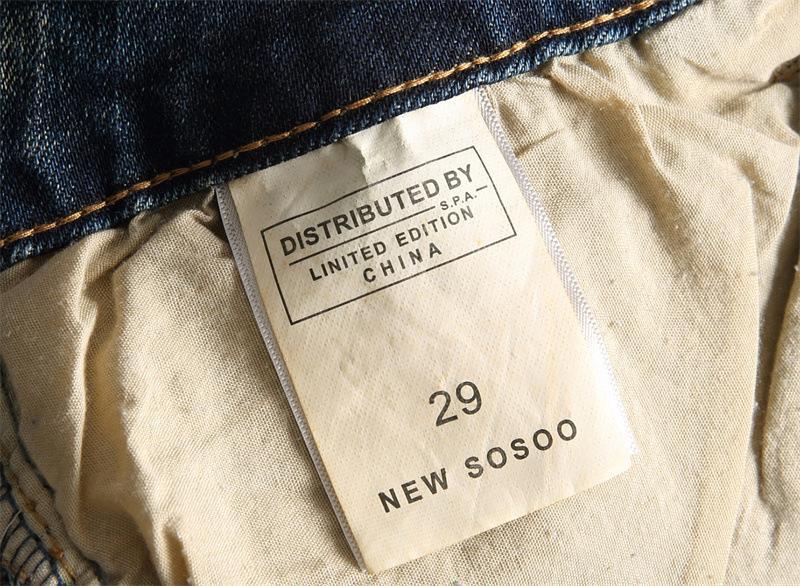 DISTRIBUTED BY
S.P.A.
LIMITED EDITION
CHINA
29
NEW SOSOO